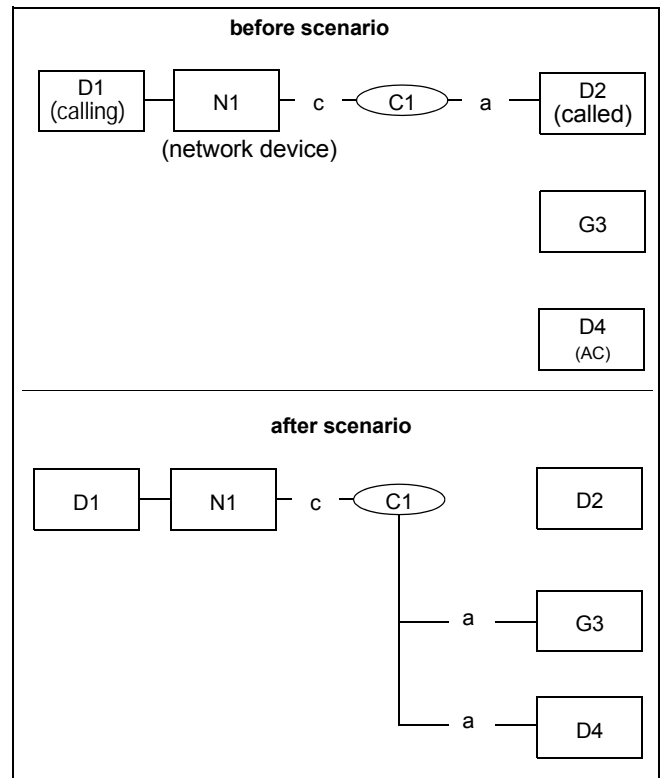 before scenario
D1 N1 c C1 a D2
(calling) (called)
(network device)
G3
D4
(AC)
after scenario
D1 N1 c C1 D2
a G3
a D4